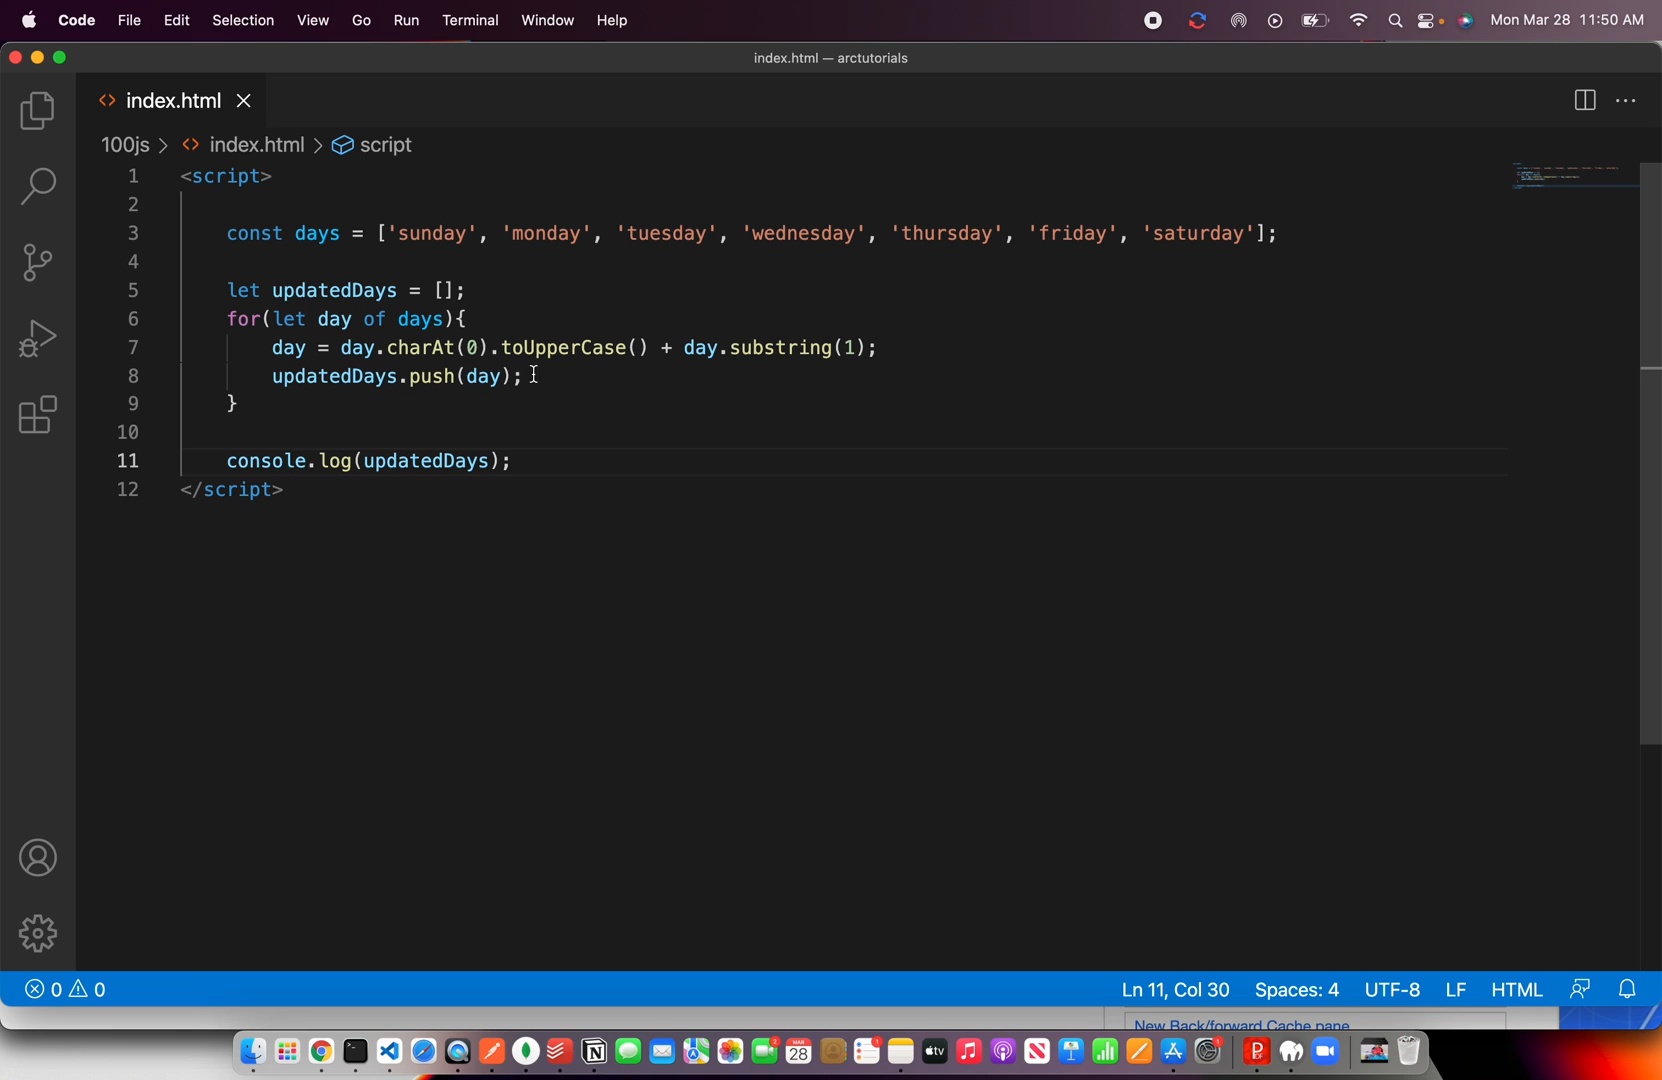 Code File Edit Selection View Go Run Terminal Window Help Mon Mar 28 11:50 AM
index.html — arctutorials
index.html
100js > index.html > script
1 <script>
2
3 const days = ['sunday', 'monday', 'tuesday', 'wednesday', 'thursday', 'friday', 'saturday'];
4
5 let updatedDays = [];
6 for(let day of days){
7 day = day.charAt(0).toUpperCase() + day.substring(1);
8 updatedDays.push(day);
9 }
10
11 console.log(updatedDays);
12 </script>
0 0 Ln 11, Col 30 Spaces: 4 UTF-8 LF HTML
New Back/forward Cache pane